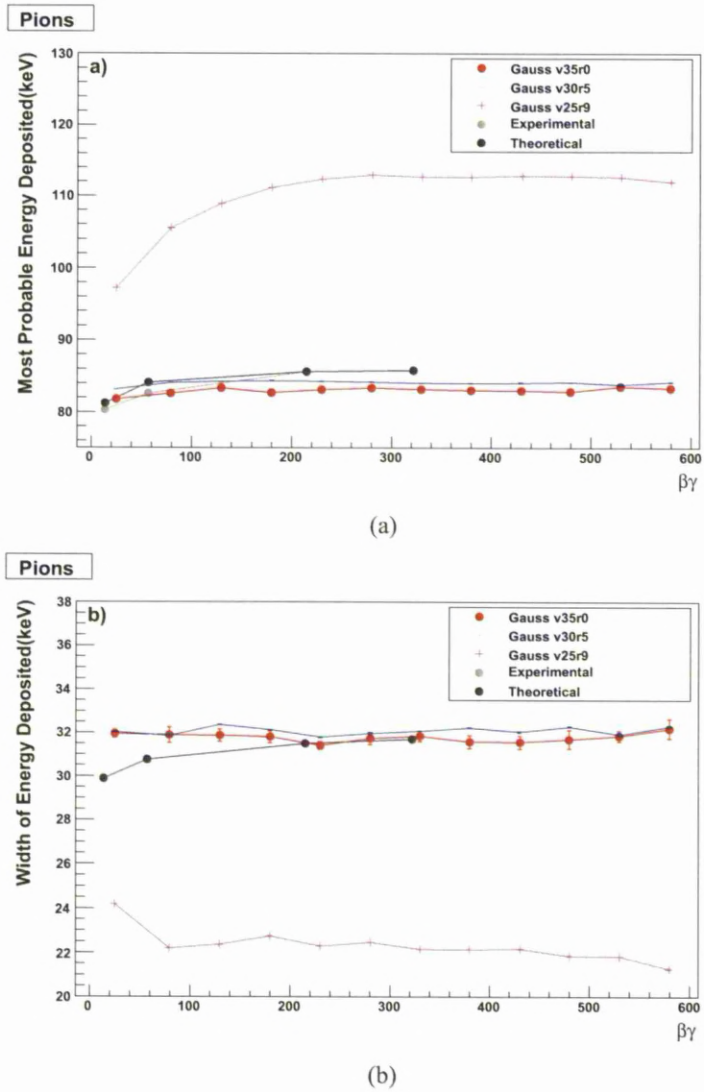 Pions
a)
Gauss v35r0
Gauss v30r5
Gauss v25r9
Experimental
Theoretical
Most Probable Energy Deposited(keV)
130
120
110
100
90
80
0 100 200 300 400 500 600
βγ
(a)
Pions
b)
Gauss v35r0
Gauss v30r5
Gauss v25r9
Experimental
Theoretical
Width of Energy Deposited(keV)
38
36
34
32
30
28
26
24
22
20
0 100 200 300 400 500 600
βγ
(b)